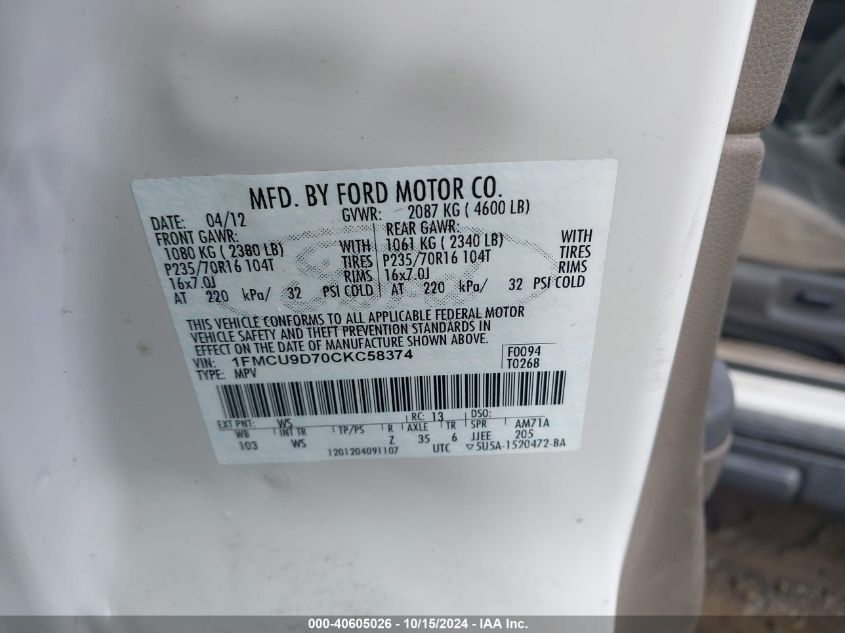 MFD. BY FORD MOTOR CO.
DATE: 04/12 GVWR: 2087 KG ( 4600 LB)
FRONT GAWR: REAR GAWR:
1080 KG ( 2380 LB) WITH 1061 KG ( 2340 LB) WITH
P235/70R16 104T TIRES P235/70R16 104T TIRES
16x7.0J RIMS 16x7.0J RIMS
AT 220 kPa/ 32 PSI COLD AT 220 kPa/ 32 PSI COLD
THIS VEHICLE CONFORMS TO ALL APPLICABLE FEDERAL MOTOR
VEHICLE SAFETY AND THEFT PREVENTION STANDARDS IN
EFFECT ON THE DATE OF MANUFACTURE SHOWN ABOVE.
VIN: 1FMCU9D70CKC58374 F0094
TYPE: MPV T0268
EXT PNT: WS RC: 13 DSO:
WB INT TR TP/PS R AXLE TR SPR AM71A
103 WS Z 35 6 JJEE 205
1201204091107 UTC ▽5U5A-1520472-BA
000-40605026 - 10/15/2024 - IAA Inc.